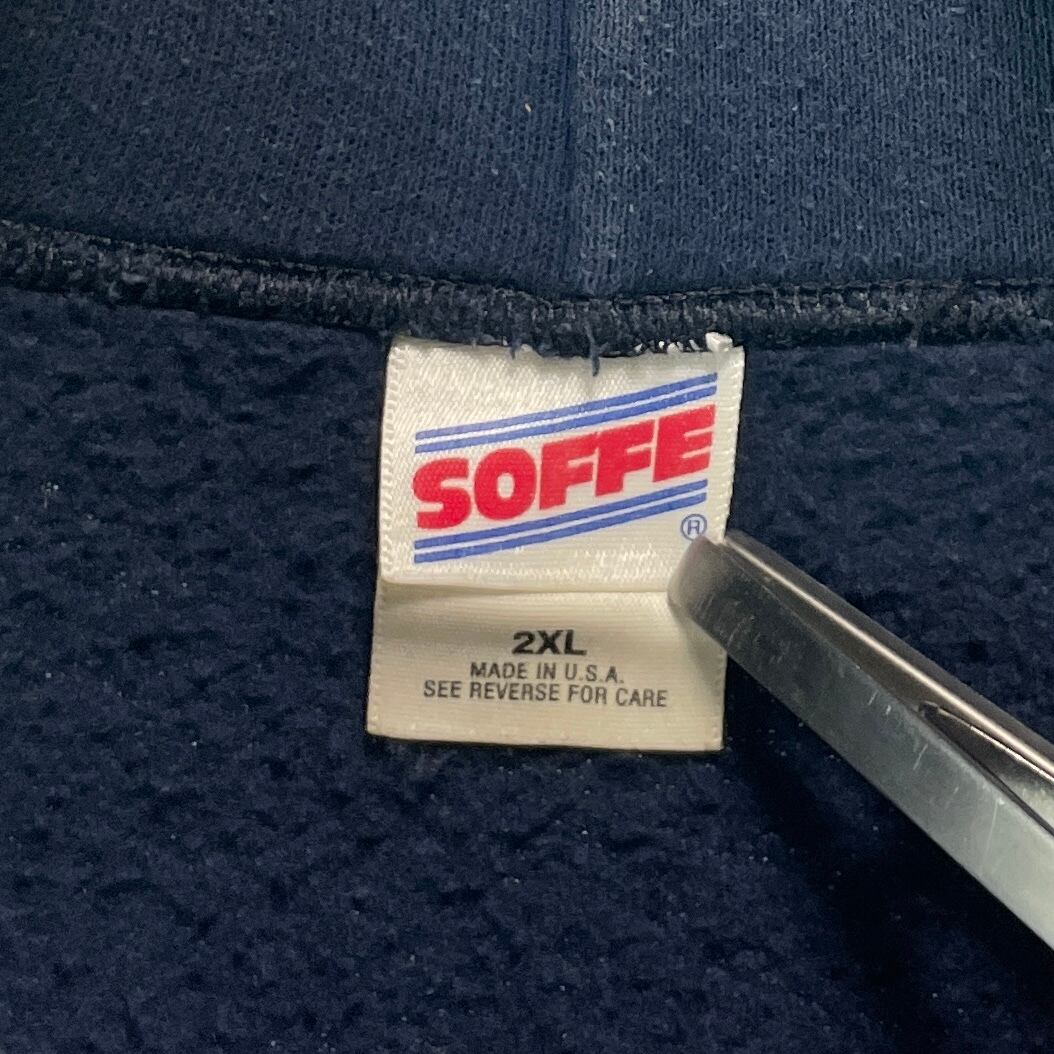 SOFFE
®
2XL
MADE IN U.S.A.
SEE REVERSE FOR CARE